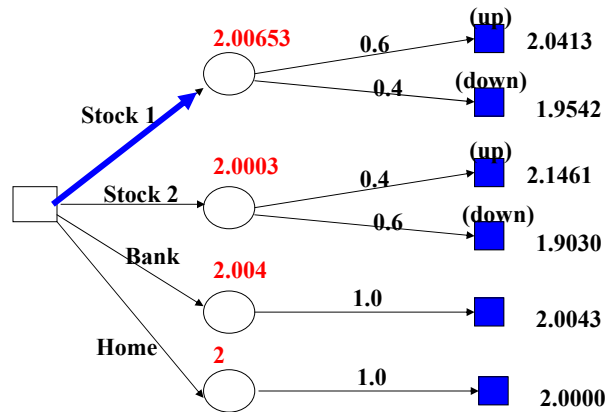 (up)
2.00653
0.6
2.0413
(down)
0.4
1.9542
Stock 1
(up)
2.0003
0.4
2.1461
Stock 2
(down)
0.6
1.9030
Bank
2.004
1.0
2.0043
Home
2
1.0
2.0000